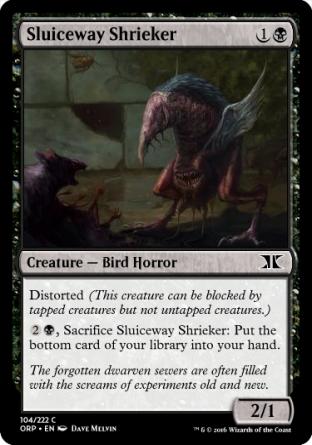 Sluiceway Shrieker 1
Creature — Bird Horror
Distorted (This creature can be blocked by
tapped creatures but not untapped creatures.)
2, Sacrifice Sluiceway Shrieker: Put the
bottom card of your library into your hand.
The forgotten dwarven sewers are often filled
with the screams of experiments old and new.
2/1
104/222 C
ORP • EN Dave Melvin
™ & © 2016 Wizards of the Coast